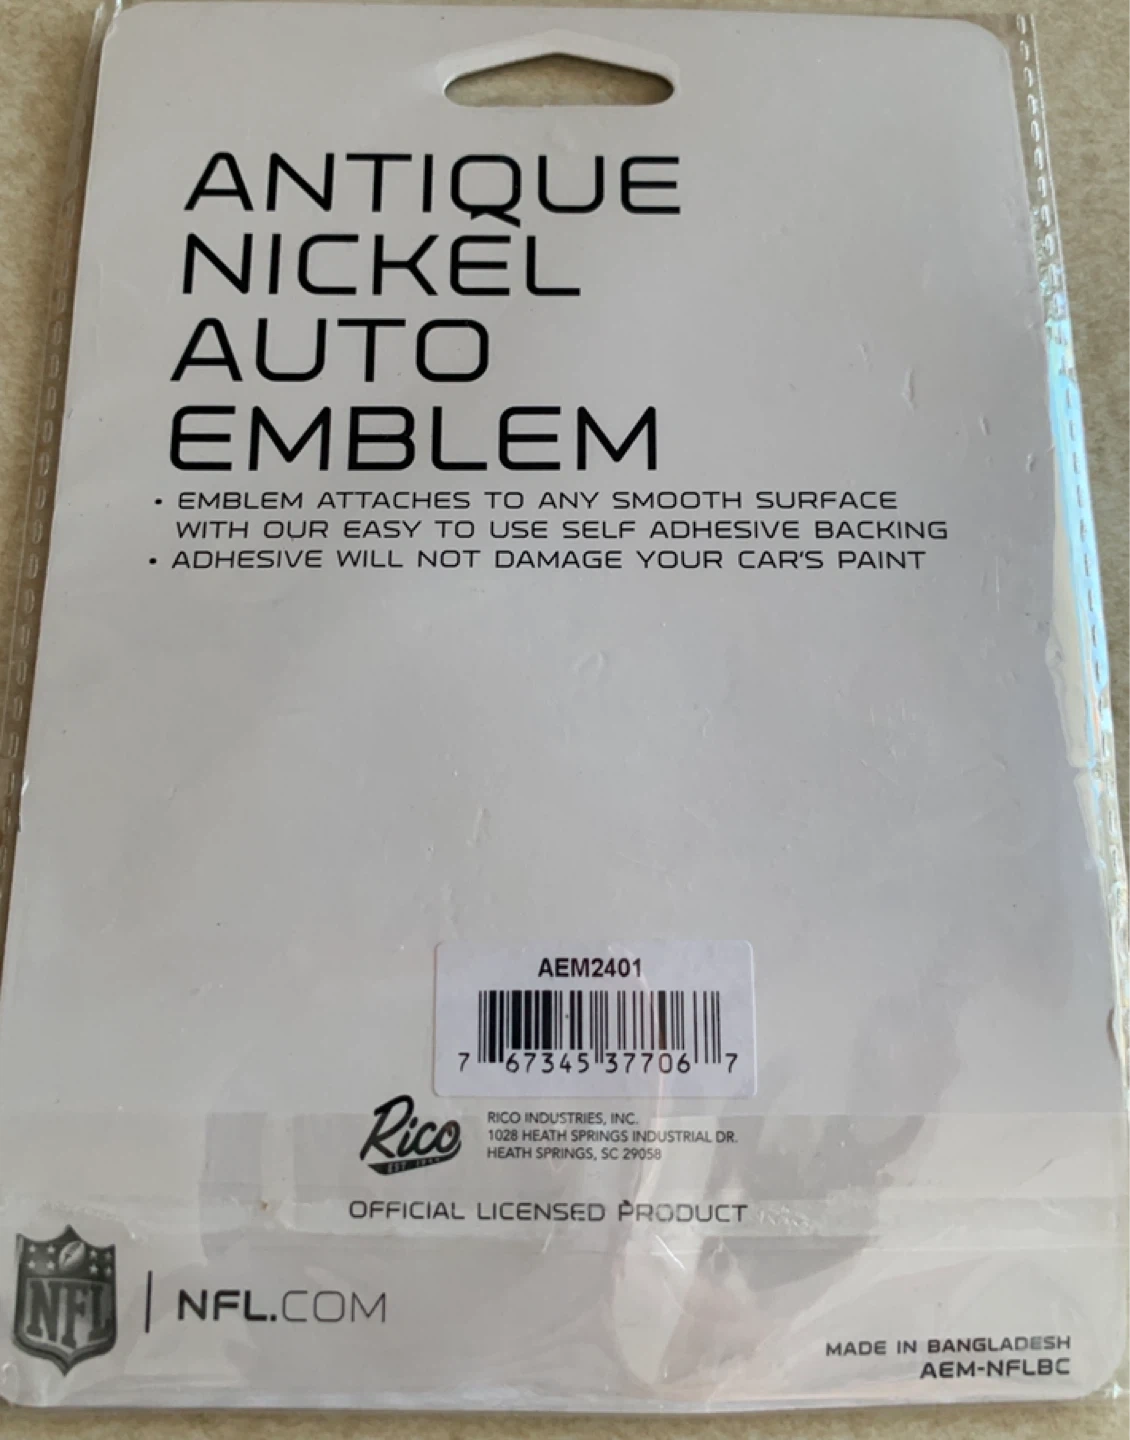 ANTIQUE
NICKEL
AUTO
EMBLEM
• EMBLEM ATTACHES TO ANY SMOOTH SURFACE
WITH OUR EASY TO USE SELF ADHESIVE BACKING
• ADHESIVE WILL NOT DAMAGE YOUR CAR'S PAINT
AEM2401
7 67345 37706 7
Rico
EST
RICO INDUSTRIES, INC.
1028 HEATH SPRINGS INDUSTRIAL DR.
HEATH SPRINGS, SC 29058
OFFICIAL LICENSED PRODUCT
NFL
NFL.COM
MADE IN BANGLADESH
AEM-NFLBC